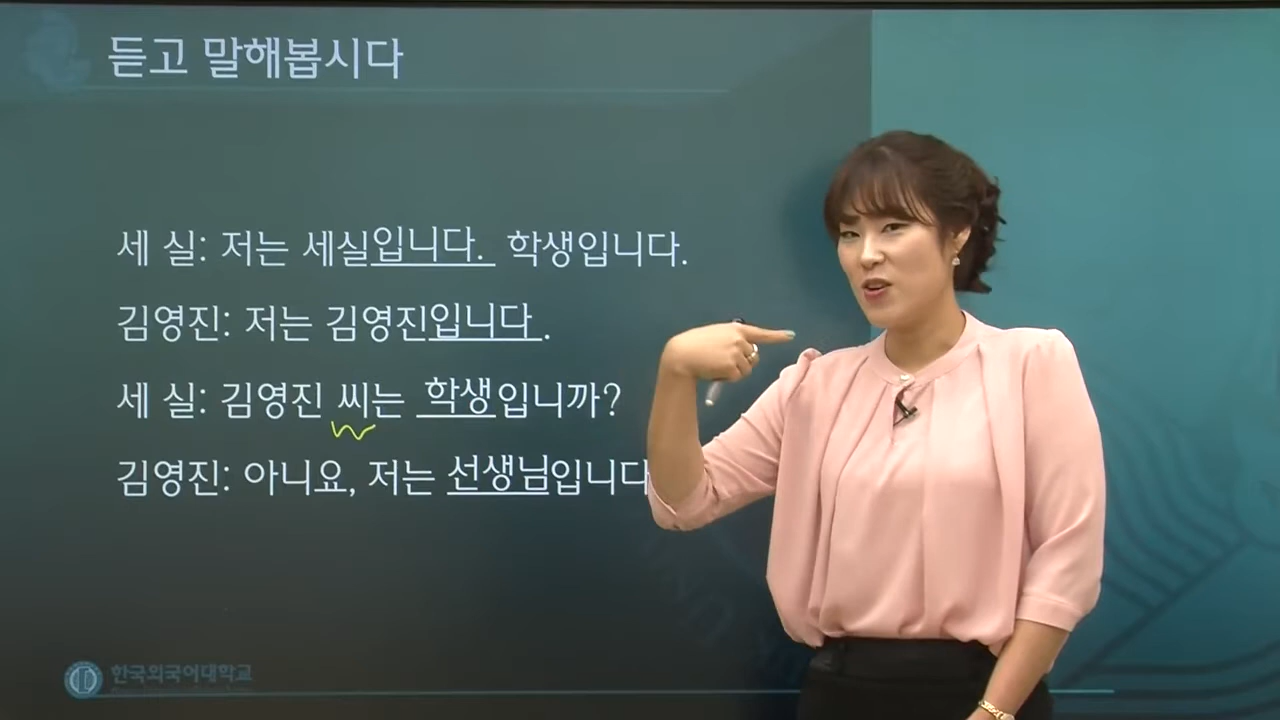 듣고 말해봅시다
세 실: 저는 세실입니다. 학생입니다.
김영진: 저는 김영진입니다.
세 실: 김영진 씨는 학생입니까?
김영진: 아니요, 저는 선생님입니다
한국외국어대학교